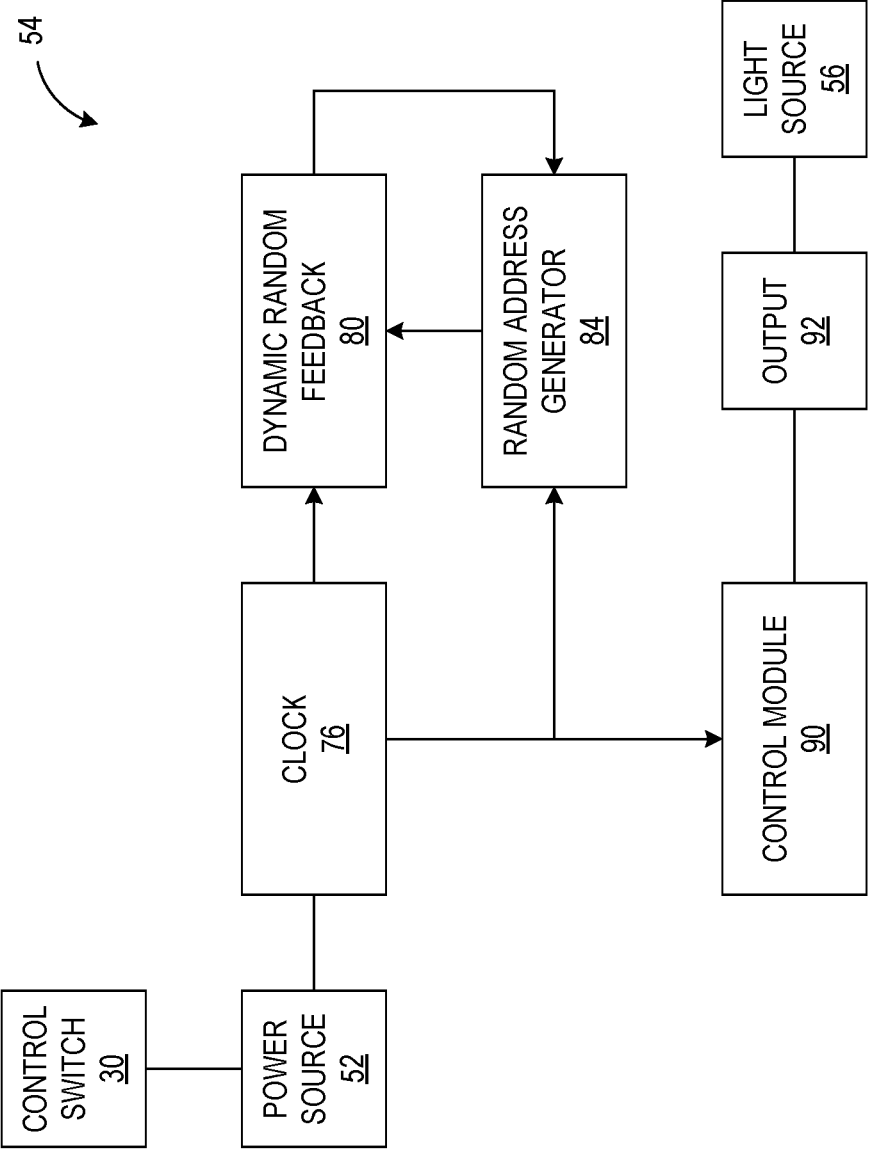 54
CONTROL
SWITCH
30
POWER
SOURCE
52
CLOCK
76
DYNAMIC RANDOM
FEEDBACK
80
RANDOM ADDRESS
GENERATOR
84
CONTROL MODULE
90
OUTPUT
92
LIGHT
SOURCE
56